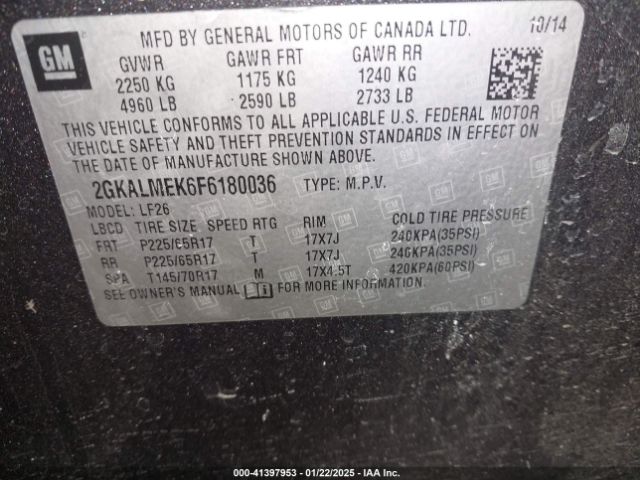 GM
MFD BY GENERAL MOTORS OF CANADA LTD. 10/14
GVWR GAWR FRT GAWR RR
2250 KG 1175 KG 1240 KG
4960 LB 2590 LB 2733 LB
THIS VEHICLE CONFORMS TO ALL APPLICABLE U.S. FEDERAL MOTOR
VEHICLE SAFETY AND THEFT PREVENTION STANDARDS IN EFFECT ON
THE DATE OF MANUFACTURE SHOWN ABOVE.
2GKALMEK6F6180036 TYPE: M.P.V.
MODEL: LF26
LBCD TIRE SIZE SPEED RTG RIM COLD TIRE PRESSURE
FRT P225/65R17 T 17X7J 240KPA(35PSI)
RR P225/65R17 T 17X7J 240KPA(35PSI)
SPA T145/70R17 M 17X4.5T 420KPA(60PSI)
SEE OWNER'S MANUAL FOR MORE INFORMATION.
000-41397953 - 01/22/2025 - IAA Inc.